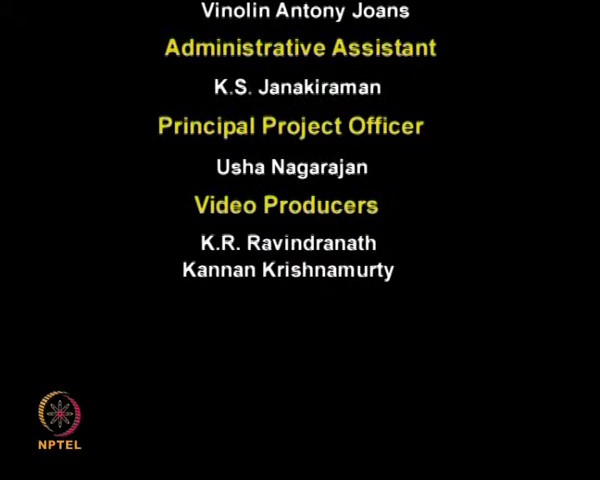 Vinolin Antony Joans
Administrative Assistant
K.S. Janakiraman
Principal Project Officer
Usha Nagarajan
Video Producers
K.R. Ravindranath
Kannan Krishnamurty
NPTEL